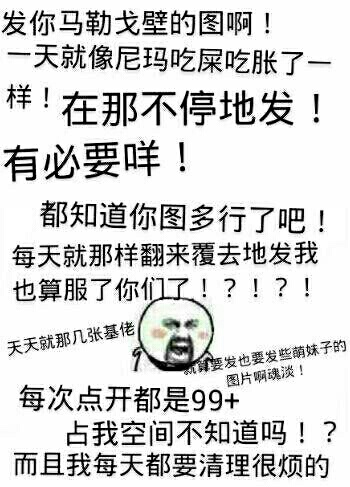 发你马勒戈壁的图啊！
一天就像尼玛吃屎吃胀了一
样！在那不停地发！
有必要咩！
都知道你图多行了吧！
每天就那样翻来覆去地发我
也算服了你们了！？！？！
天天就那几张基佬
就算要发也要发些萌妹子的
图片啊魂淡！
每次点开都是99+
占我空间不知道吗！？
而且我每天都要清理很烦的